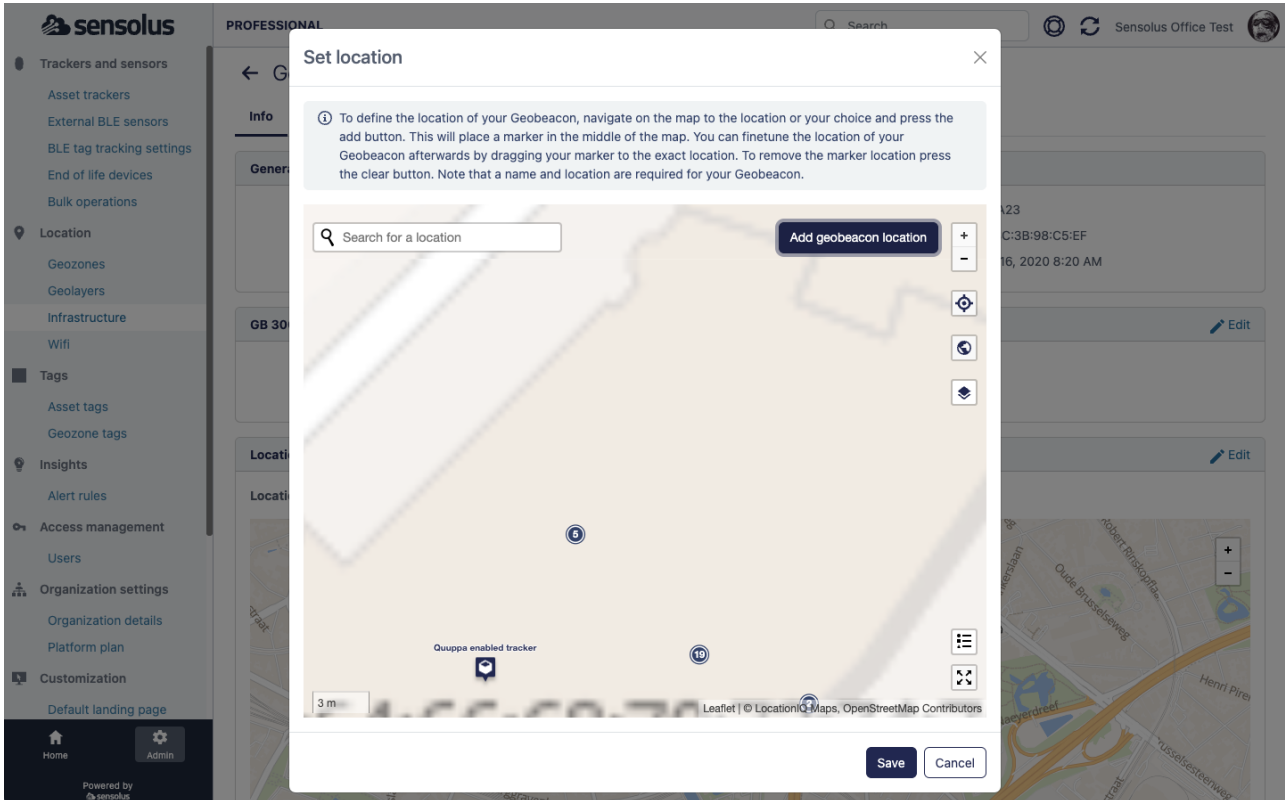 sensolus
PROFESSIONAL
Search
Sensolus Office Test
Trackers and sensors
Asset trackers
External BLE sensors
BLE tag tracking settings
End of life devices
Bulk operations
Location
Geozones
Geolayers
Infrastructure
Wifi
Tags
Asset tags
Geozone tags
Insights
Alert rules
Access management
Users
Organization settings
Organization details
Platform plan
Customization
Default landing page
Home
Admin
Powered by
sensolus
Info
GB 30
Edit
Edit
C:3B:98:C5:EF
16, 2020 8:20 AM
Set location
To define the location of your Geobeacon, navigate on the map to the location or your choice and press the
add button. This will place a marker in the middle of the map. You can finetune the location of your
Geobeacon afterwards by dragging your marker to the exact location. To remove the marker location press
the clear button. Note that a name and location are required for your Geobeacon.
Search for a location
Add geobeacon location
+
-
5
Quuppa enabled tracker
19
3 m
Leaflet | © LocationIQ Maps, OpenStreetMap Contributors
Save
Cancel
Robert Rinskopfla
Oude Brusselseweg
Henri Pire
Naeyerdreef
russelsesteenweg
+
-